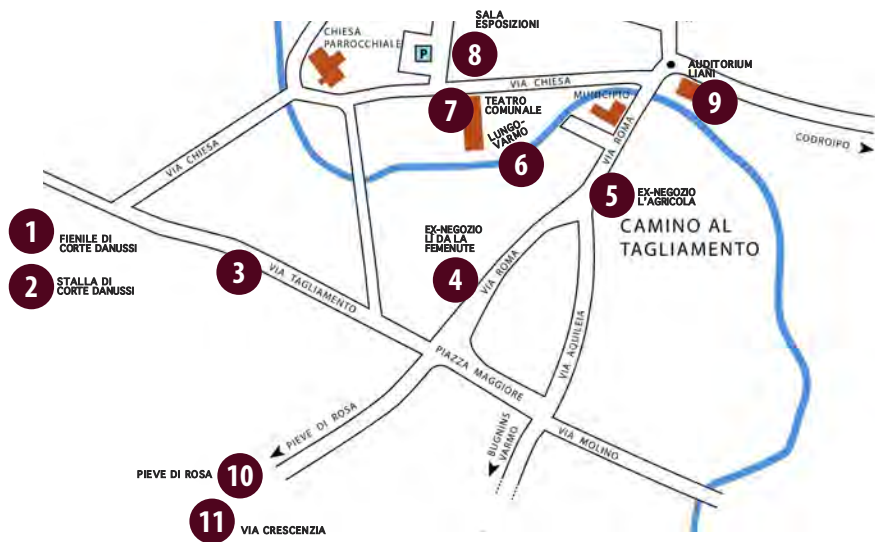 SALA
ESPOSIZIONI
CHIESA
PARROCCHIALE
P
8
VIA CHIESA
AUDITORIUM
LIANI
9
MUNICIPIO
7
TEATRO
COMUNALE
LUNGO-
VARMO
6
VIA ROMA
CODROIPO
VIA CHIESA
5
EX-NEGOZIO
L'AGRICOLA
CAMINO AL
TAGLIAMENTO
1
FIENILE DI
CORTE DANUSSI
2
STALLA DI
CORTE DANUSSI
3
VIA TAGLIAMENTO
EX-NEGOZIO
LI DA LA
FEMENUTE
4
VIA ROMA
VIA AQUILEIA
PIAZZA MAGGIORE
PIEVE DI ROSA
BUGNINS
VARMO
VIA MOLINO
PIEVE DI ROSA
10
11
VIA CRESCENZIA